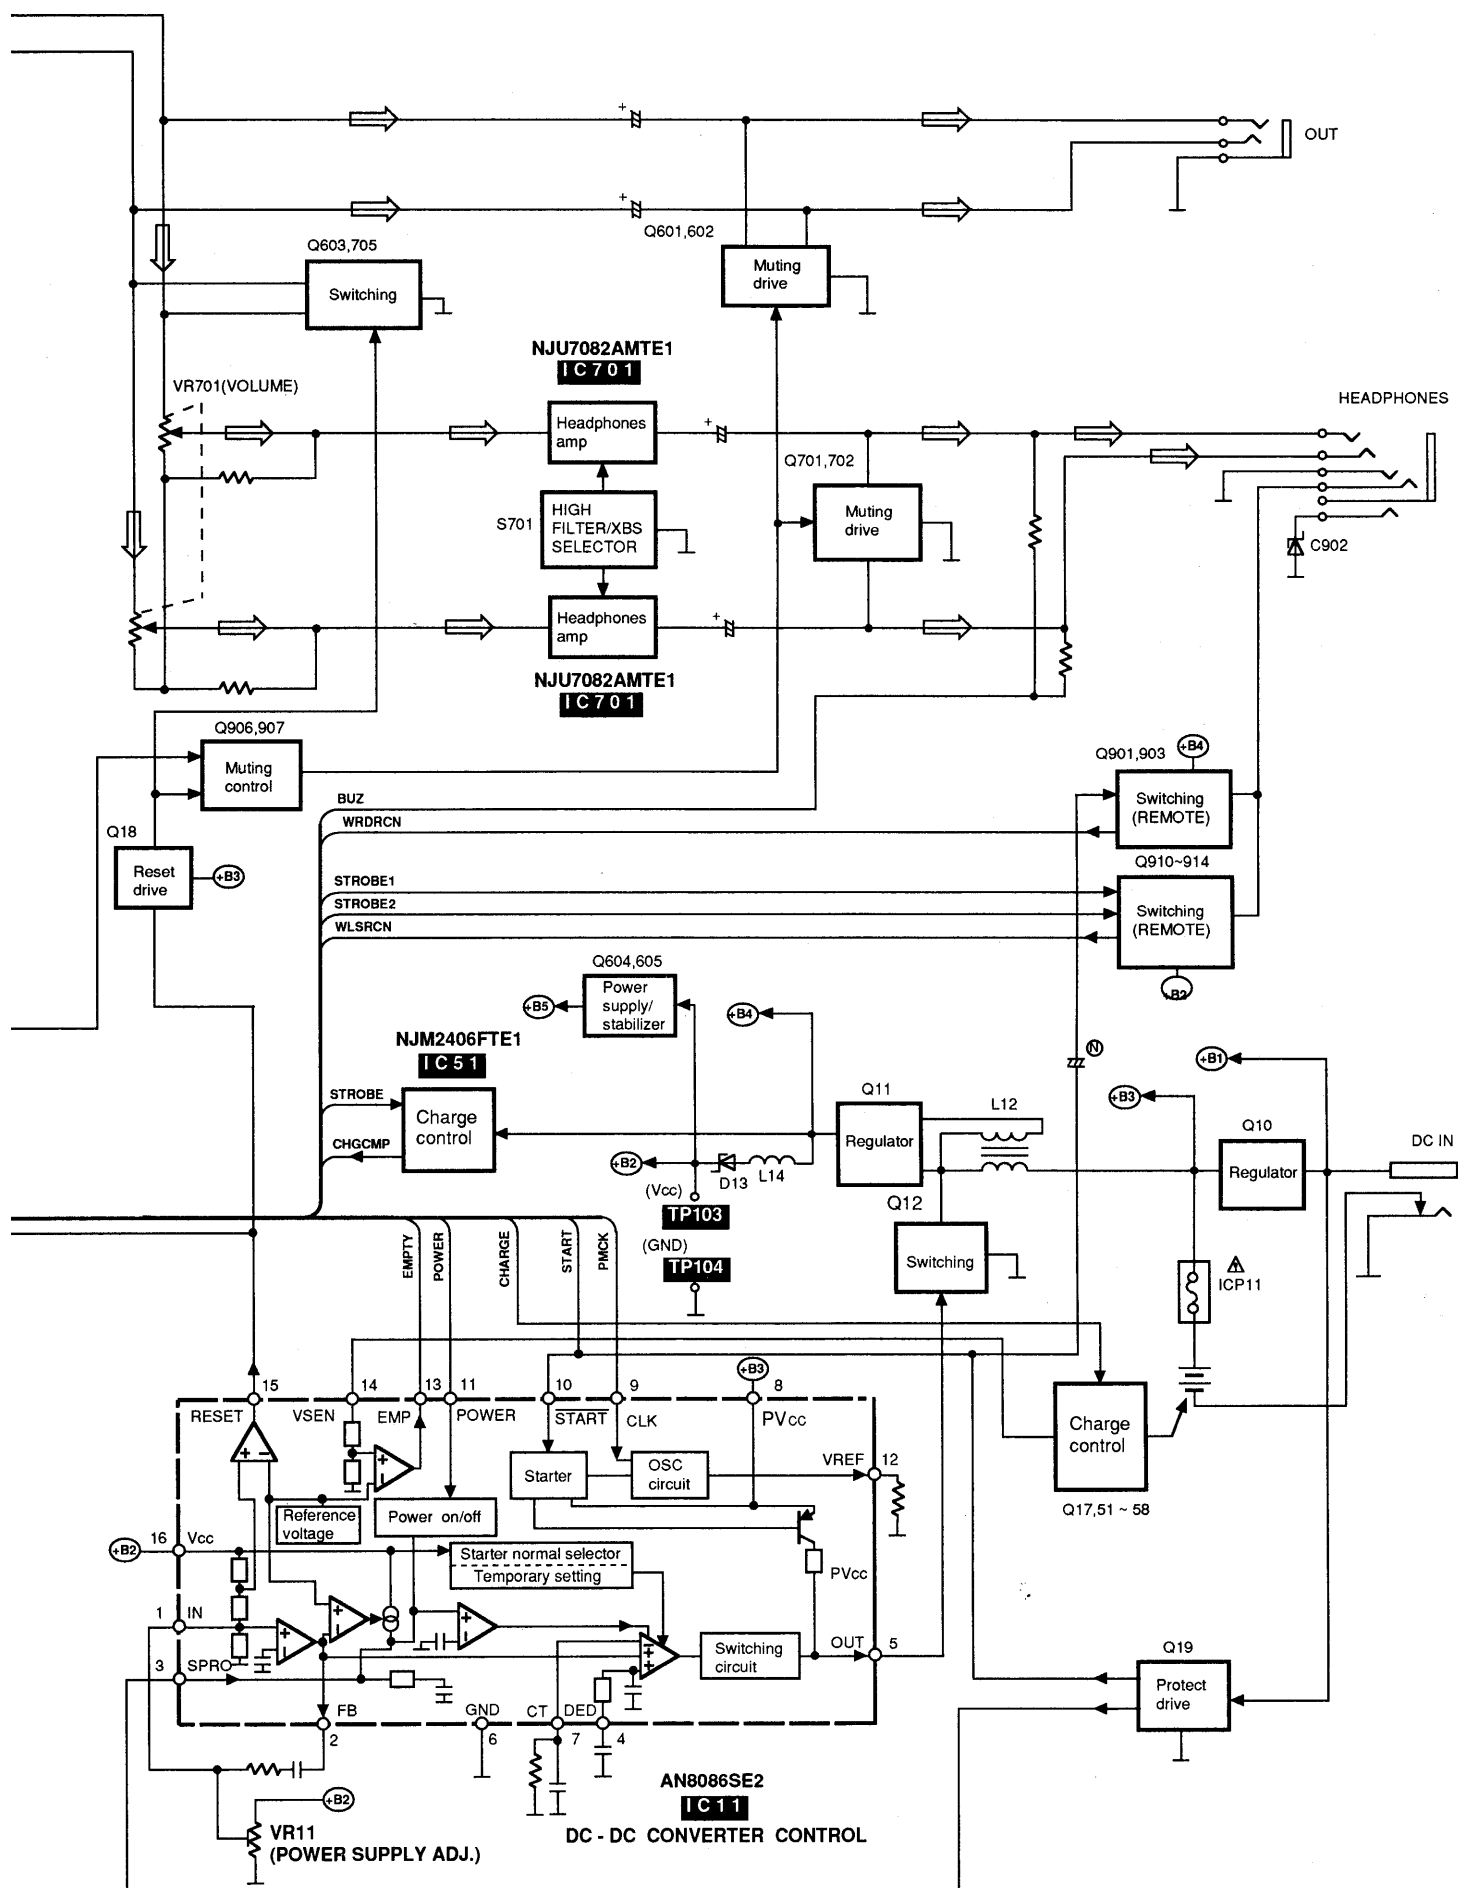 OUT
Q601,602
Q603,705
Muting
drive
Switching
NJU7082AMTE1
IC701
VR701(VOLUME)
HEADPHONES
Headphones
amp
Q701,702
S701
HIGH
FILTER/XBS
SELECTOR
Muting
drive
C902
Headphones
amp
NJU7082AMTE1
IC701
Q906,907
Muting
control
Q901,903
+B4
BUZ
WRDRCN
Switching
(REMOTE)
Q18
Reset
drive
+B3
Q910~914
STROBE1
STROBE2
WLSRCN
Switching
(REMOTE)
+B2
Q604,605
Power
supply/
stabilizer
+B5
+B4
NJM2406FTE1
IC51
N
+B1
STROBE
CHGCMP
Charge
control
Q11
Regulator
L12
+B3
Q10
Regulator
DC IN
+B2
D13
L14
(Vcc)
TP103
Q12
(GND)
TP104
Switching
EMPTY
POWER
CHARGE
START
PMCK
ICP11
+B3
15
14
13
11
10
9
8
RESET
VSEN
EMP
POWER
START
CLK
PVcc
Charge
control
Q17,51 ~ 58
VREF
12
Starter
OSC
circuit
+ −
+
−
Reference
voltage
Power on/off
+B2
16
Vcc
Starter normal selector
Temporary setting
PVcc
1
IN
+
−
+
−
+
−
−
+
+
Switching
circuit
OUT
5
3
SPRO
Q19
Protect
drive
FB
2
GND
6
CT
7
DED
4
+B2
VR11
(POWER SUPPLY ADJ.)
AN8086SE2
IC11
DC - DC CONVERTER CONTROL